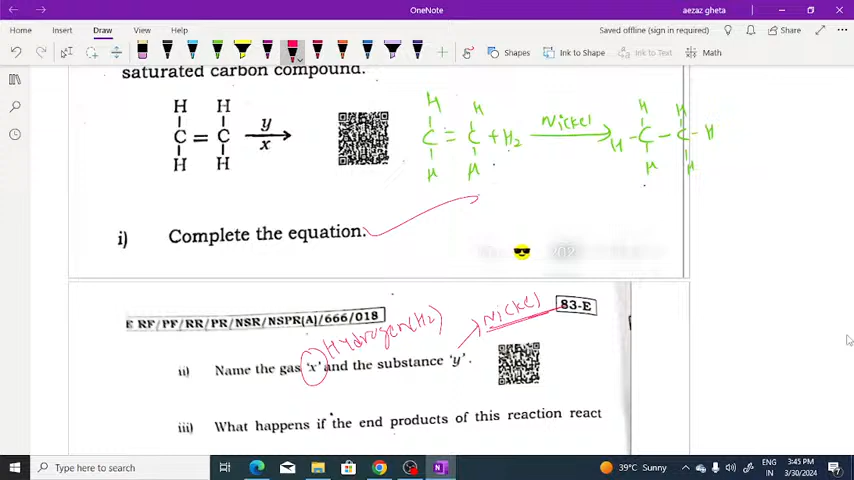 OneNote
aezaz gheta
Home Insert Draw View Help Saved offline (sign in required) Share
Shapes Ink to Shape Ink to Text Math
saturated carbon compound.
H H
C = C y x
H H
H H
C = C + H2 Nickel H - C - C - H
H H
H H
H H
i) Complete the equation.
E RF/PF/RR/PR/NSR/NSPR[A]/666/018
83-E
Hydrogen(H2)
Nickel
ii) Name the gas 'x' and the substance 'y'.
iii) What happens if the end products of this reaction react
Type here to search
39°C Sunny
ENG
IN
3:45 PM
3/30/2024
7